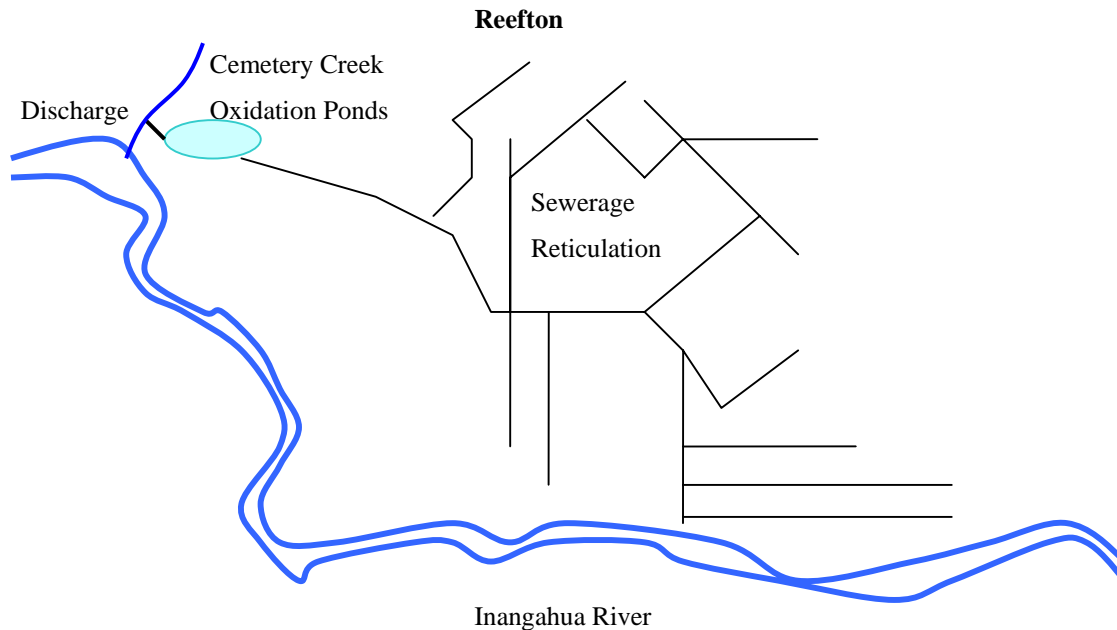 Reefton
Cemetery Creek
Discharge
Oxidation Ponds
Sewerage
Reticulation
Inangahua River